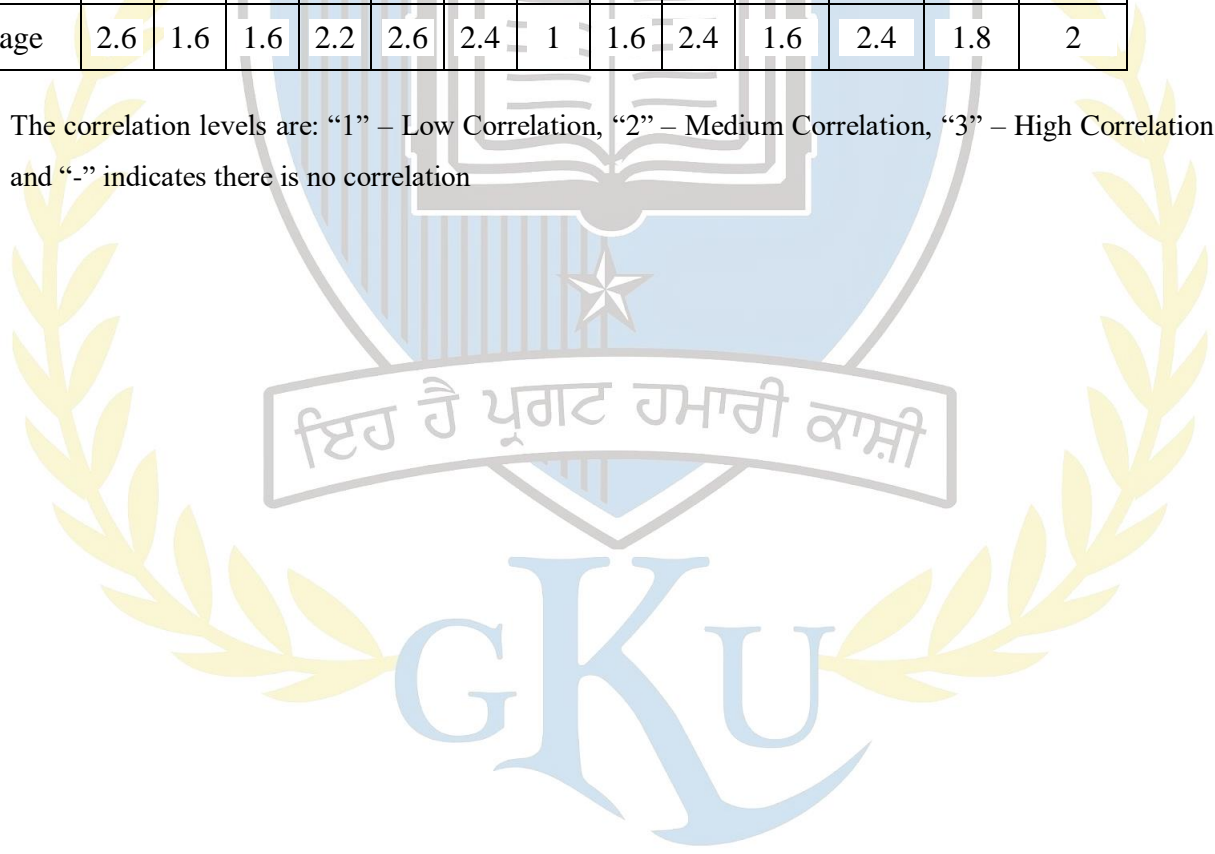 age 2.6 1.6 1.6 2.2 2.6 2.4 1 1.6 2.4 1.6 2.4 1.8 2
The correlation levels are: “1” – Low Correlation, “2” – Medium Correlation, “3” – High Correlation
and “-” indicates there is no correlation
ਇਹ ਹੈ ਪ੍ਰਗਟ ਹਮਾਰੀ ਕਾਸ਼ੀ
GKU